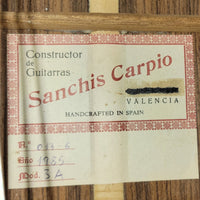 Constructor
de
Guitarras
Sanchis Carpio
VALENCIA
HANDCRAFTED IN SPAIN
N.º
Año 1985
Mod. 3A